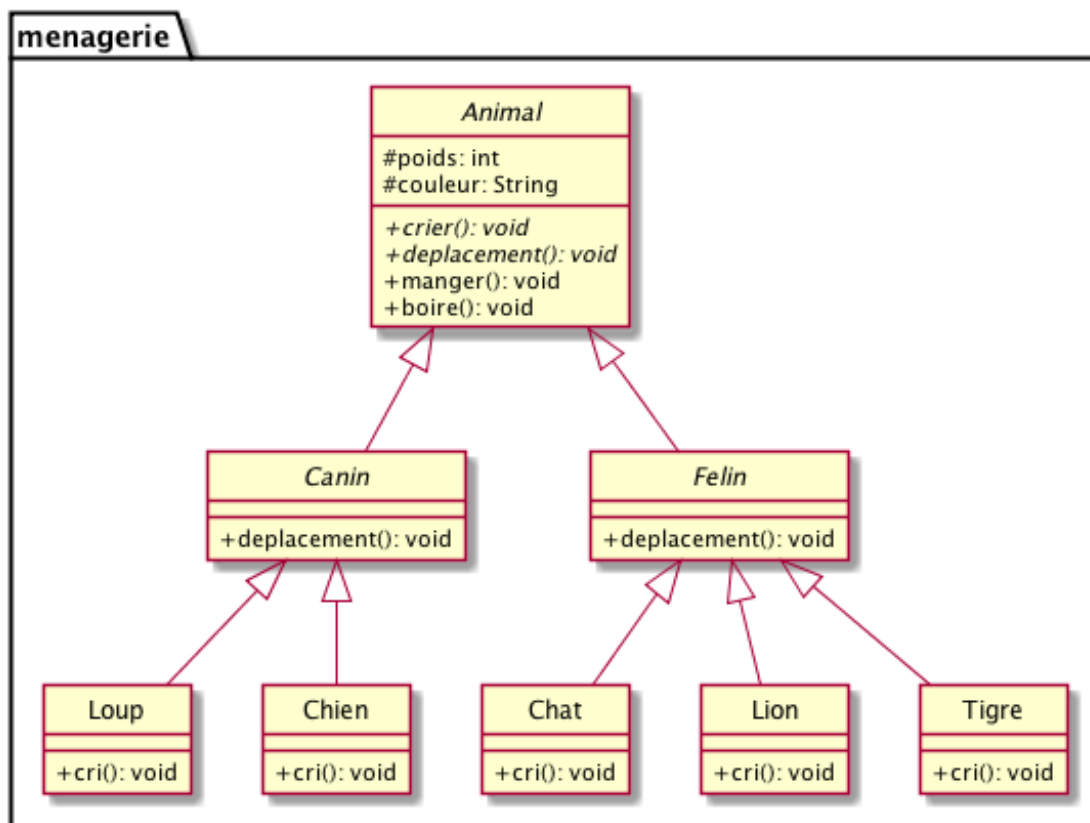 menagerie
Animal
#poids: int
#couleur: String
+crier(): void
+deplacement(): void
+manger(): void
+boire(): void
Canin
+deplacement(): void
Felin
+deplacement(): void
Loup
+cri(): void
Chien
+cri(): void
Chat
+cri(): void
Lion
+cri(): void
Tigre
+cri(): void